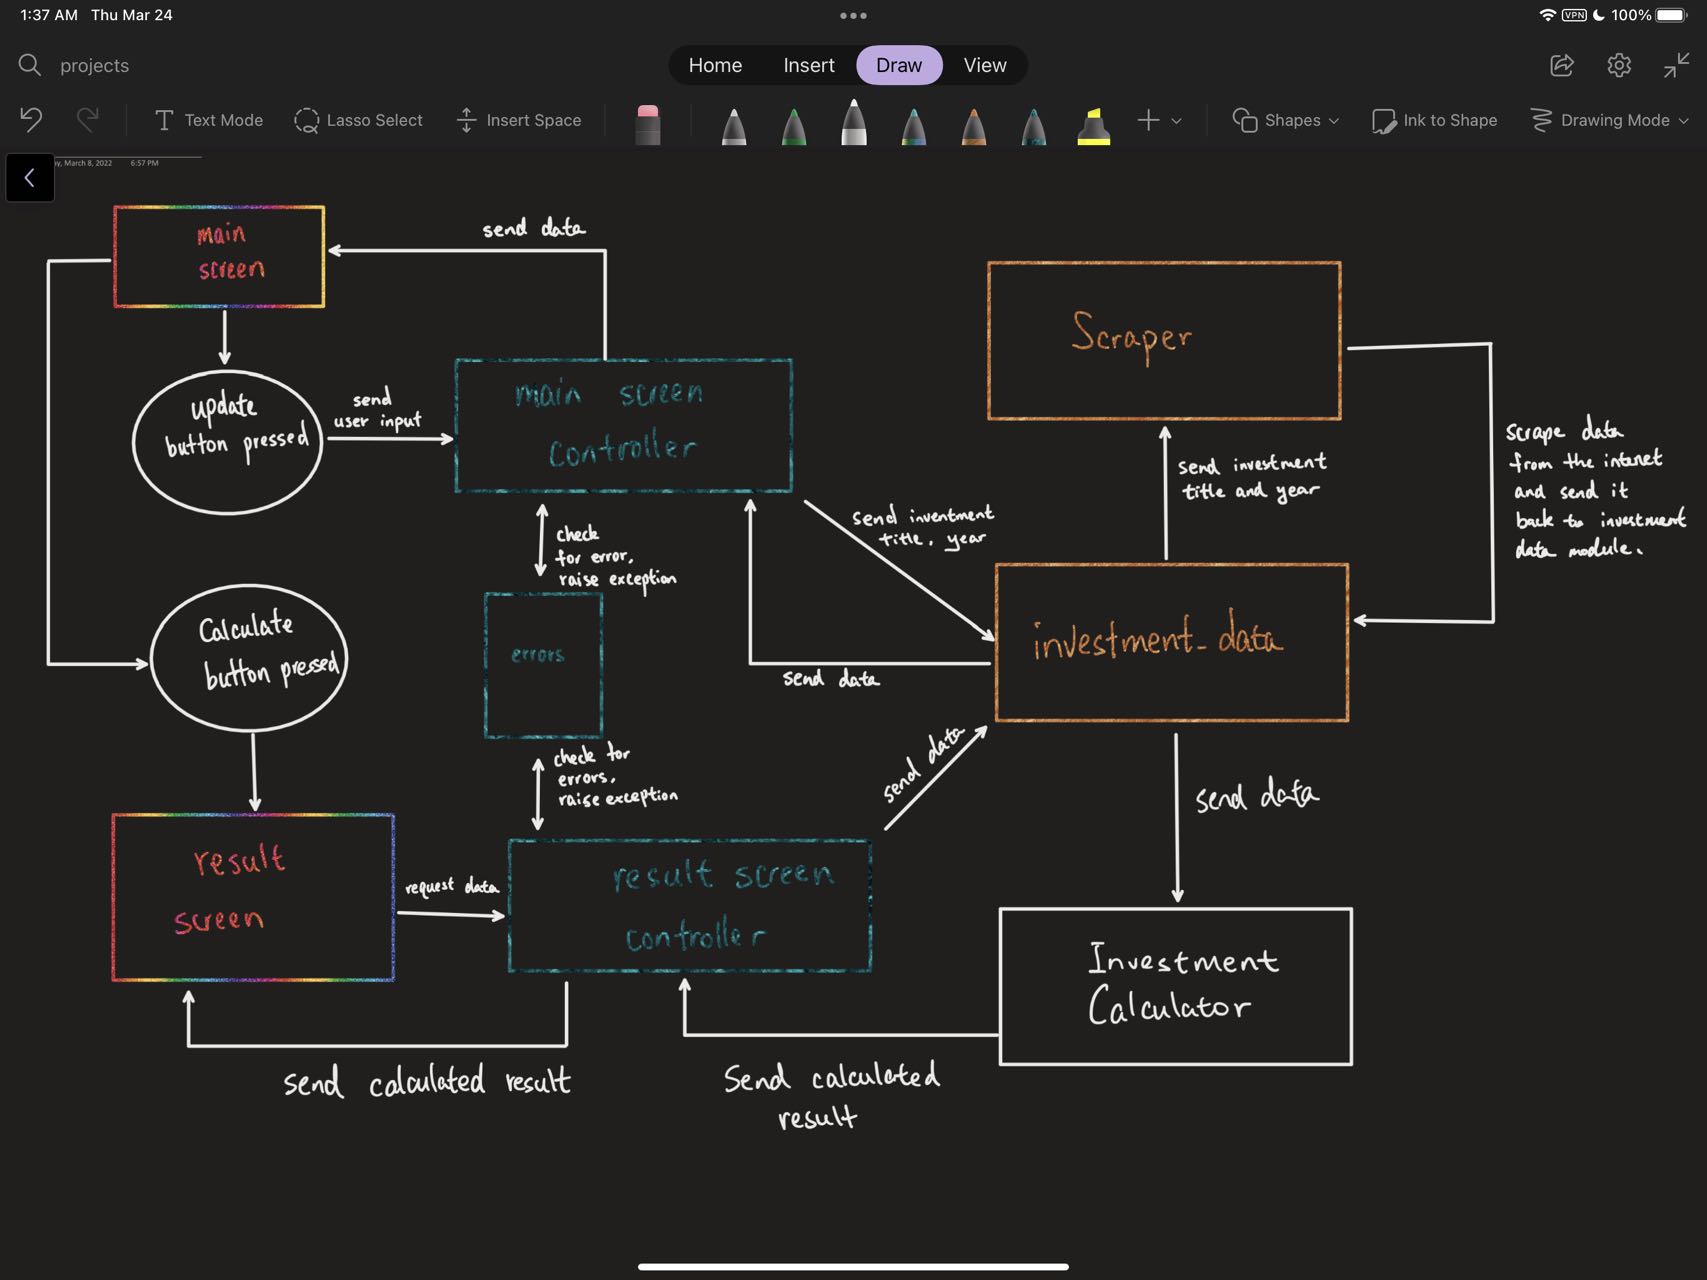 1:37 AM Thu Mar 24
VPN 100%
projects
Home Insert Draw View
Text Mode Lasso Select Insert Space Shapes Ink to Shape Drawing Mode
March 8, 2022 6:57 PM
main
screen
send data
Scraper
update
button pressed
send
user input
main screen
controller
scrape data
from the interet
and send it
back to investment
data module.
send investment
title and year
send inventment
title, year
check
for error,
raise exception
Calculate
button pressed
errors
investment_data
send data
check for
errors,
raise exception
send data
send data
result
screen
request data
result screen
controller
Investment
Calculator
send calculated result
Send calculated
result